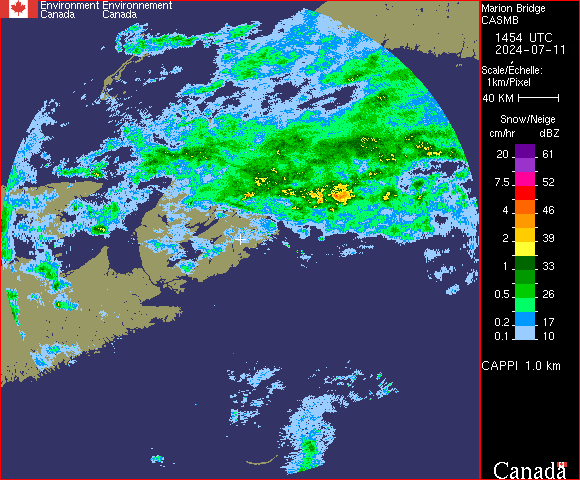 Environment Environnement
Canada Canada
Marion Bridge
CASMB
1454 UTC
2024-07-11
Scale/Échelle:
1km/Pixel
40 KM
Snow/Neige
cm/hr dBZ
20 61
7.5 52
4 46
2 39
1 33
0.5 26
0.2 17
0.1 10
CAPPI 1.0 km
Canada